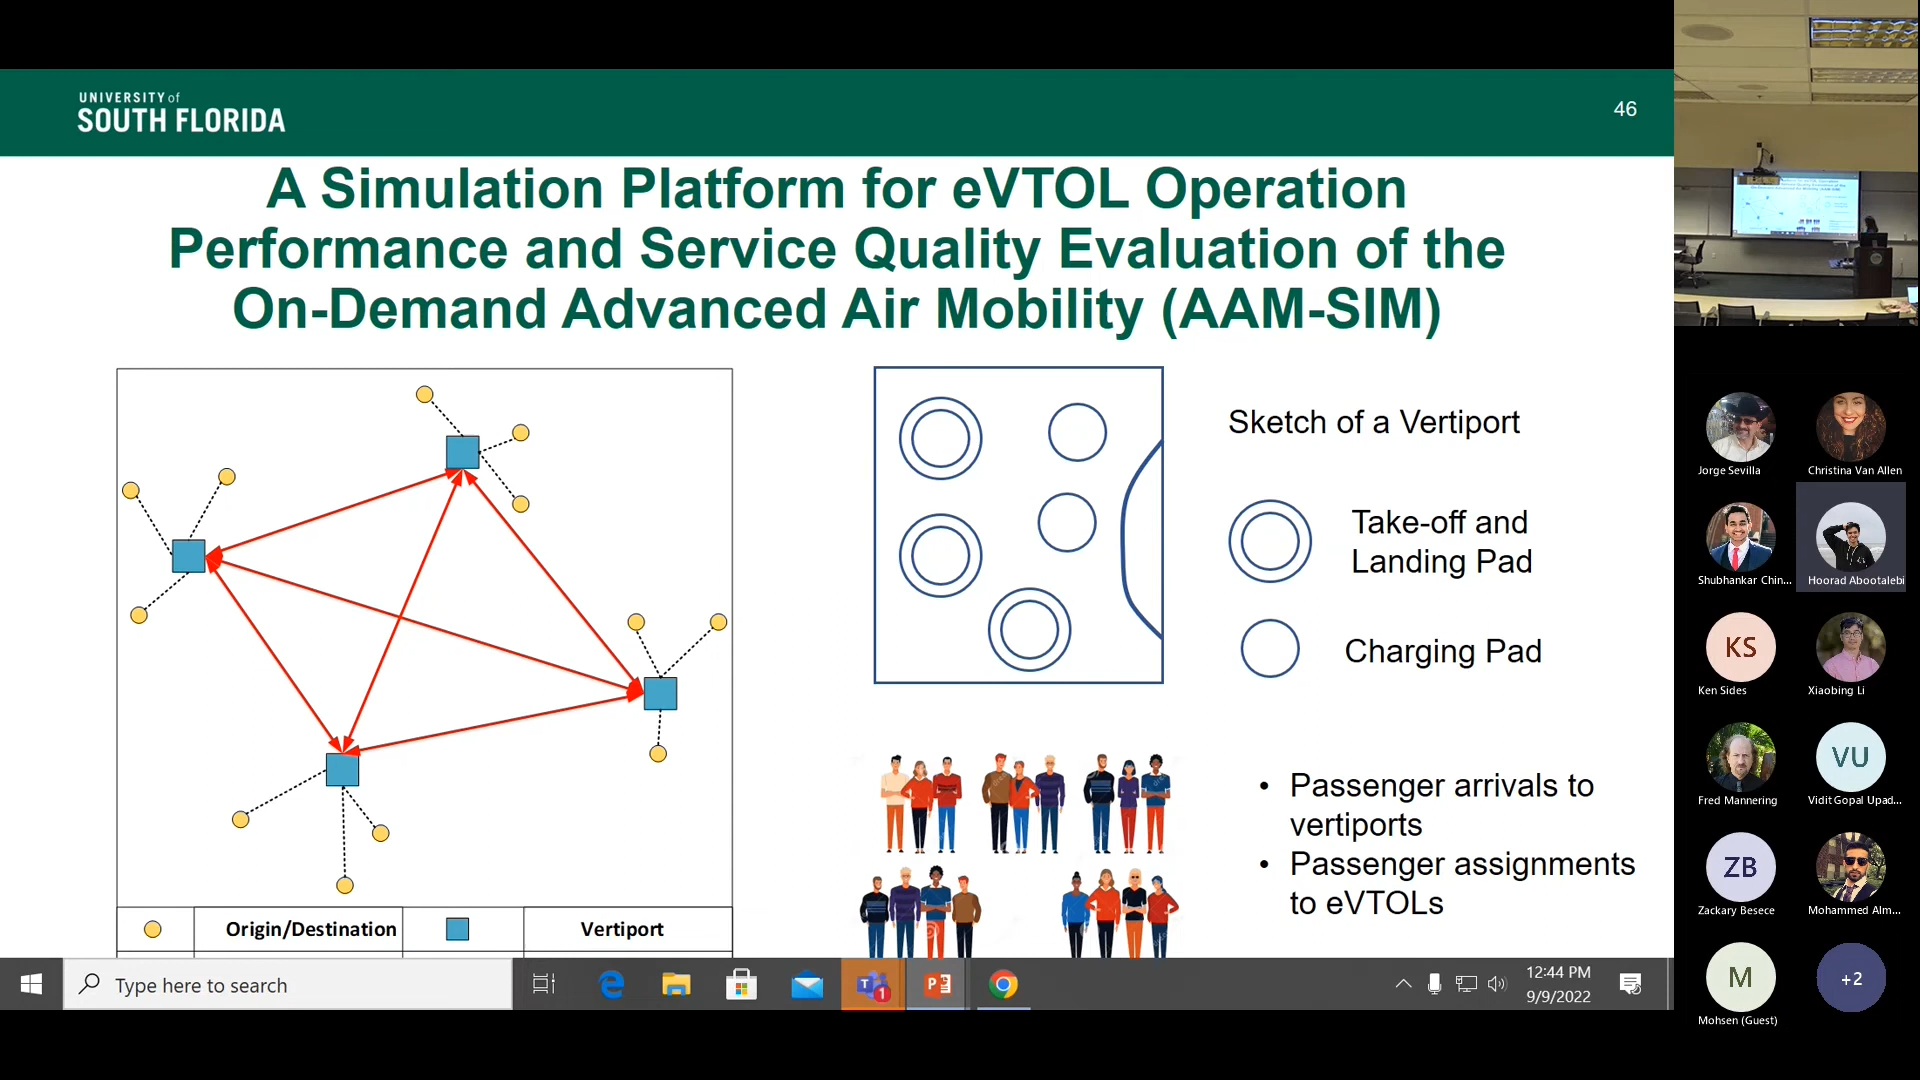 UNIVERSITY of
SOUTH FLORIDA
46
A Simulation Platform for eVTOL Operation
Performance and Service Quality Evaluation of the
On-Demand Advanced Air Mobility (AAM-SIM)
Sketch of a Vertiport
Take-off and
Landing Pad
Charging Pad
• Passenger arrivals to
vertiports
• Passenger assignments
to eVTOLs
Origin/Destination
Vertiport
Type here to search
1
12:44 PM
9/9/2022
Jorge Sevilla
Christina Van Allen
Shubhankar Chin...
Hoorad Abootalebi
KS
Ken Sides
Xiaobing Li
Fred Mannering
VU
Vidit Gopal Upad...
ZB
Zackary Besece
Mohammed Alm...
M
Mohsen (Guest)
+2